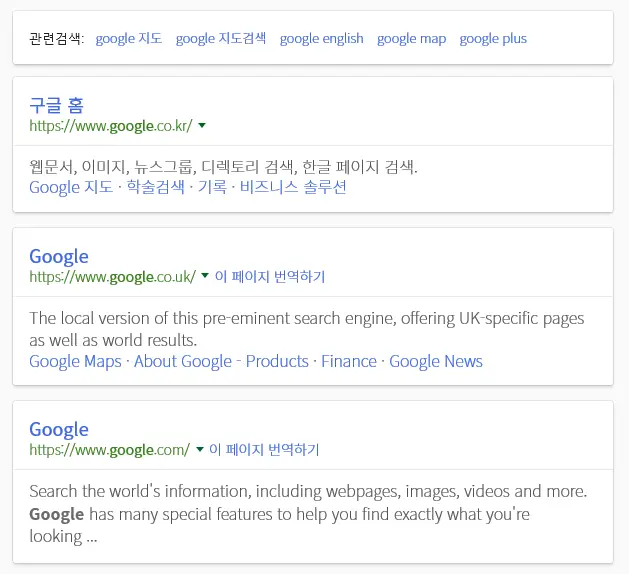 관련검색: google 지도 google 지도검색 google english google map google plus
구글 홈
https://www.google.co.kr/
웹문서, 이미지, 뉴스그룹, 디렉토리 검색, 한글 페이지 검색.
Google 지도 · 학술검색 · 기록 · 비즈니스 솔루션
Google
https://www.google.co.uk/ 이 페이지 번역하기
The local version of this pre-eminent search engine, offering UK-specific pages
as well as world results.
Google Maps · About Google - Products · Finance · Google News
Google
https://www.google.com/ 이 페이지 번역하기
Search the world's information, including webpages, images, videos and more.
Google has many special features to help you find exactly what you're
looking ...